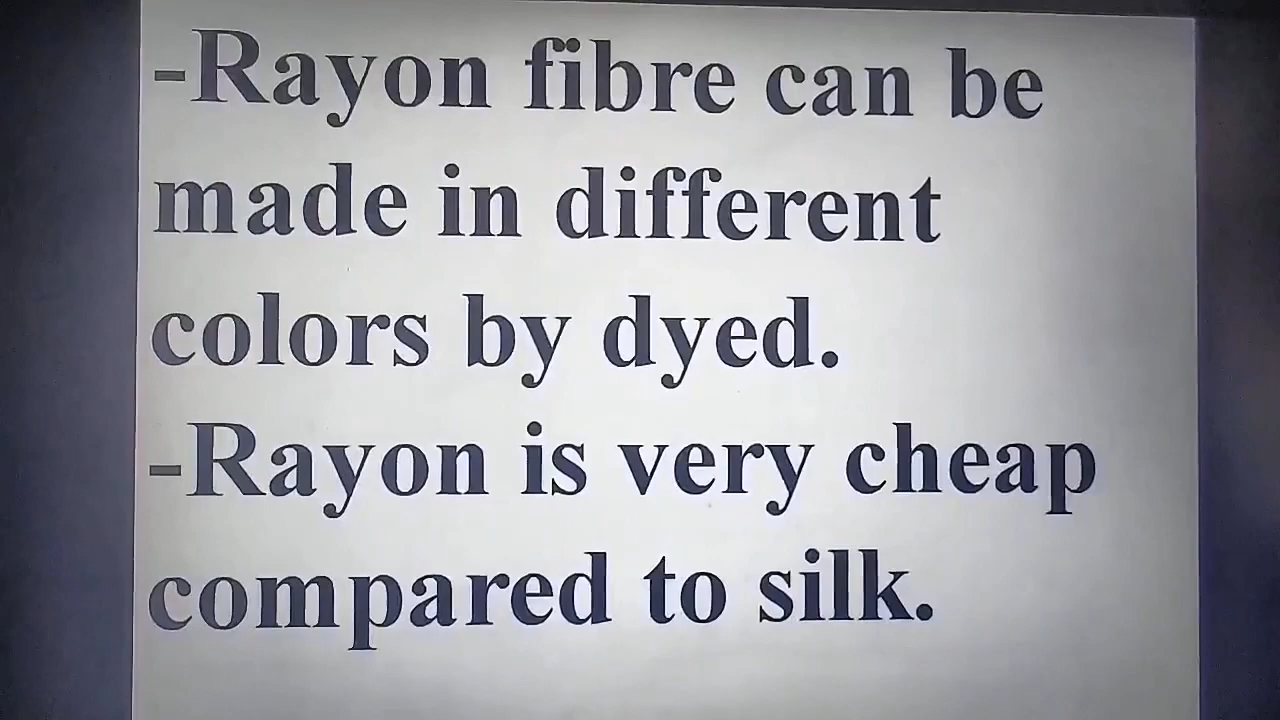 -Rayon fibre can be
made in different
colors by dyed.
-Rayon is very cheap
compared to silk.